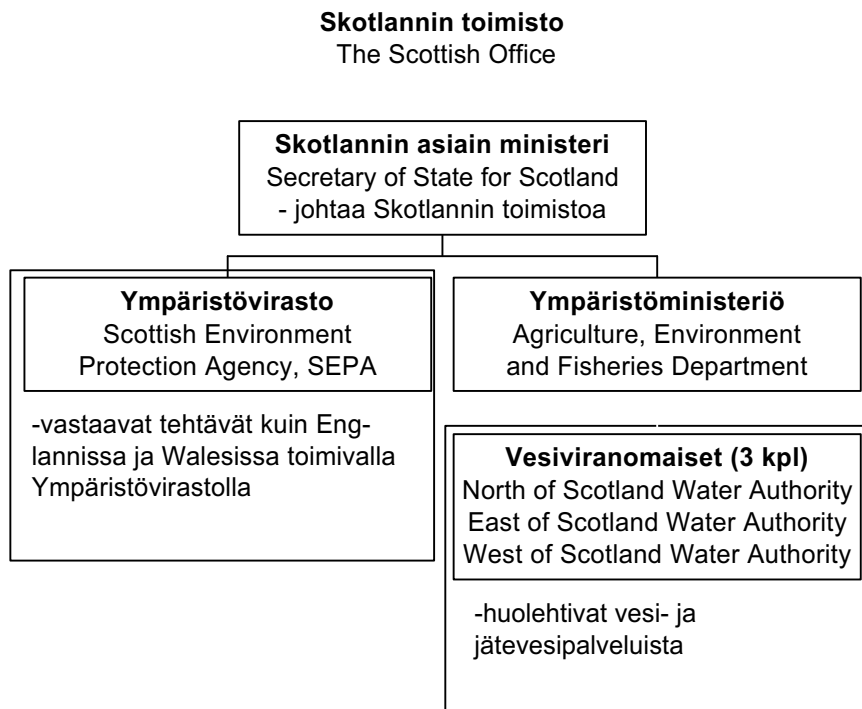 Skotlannin toimisto
The Scottish Office
Skotlannin asiain ministeri
Secretary of State for Scotland
- johtaa Skotlannin toimistoa
Ympäristövirasto
Scottish Environment
Protection Agency, SEPA
-vastaavat tehtävät kuin Eng-
lannissa ja Walesissa toimivalla
Ympäristövirastolla
Ympäristöministeriö
Agriculture, Environment
and Fisheries Department
Vesiviranomaiset (3 kpl)
North of Scotland Water Authority
East of Scotland Water Authority
West of Scotland Water Authority
-huolehtivat vesi- ja
jätevesipalveluista